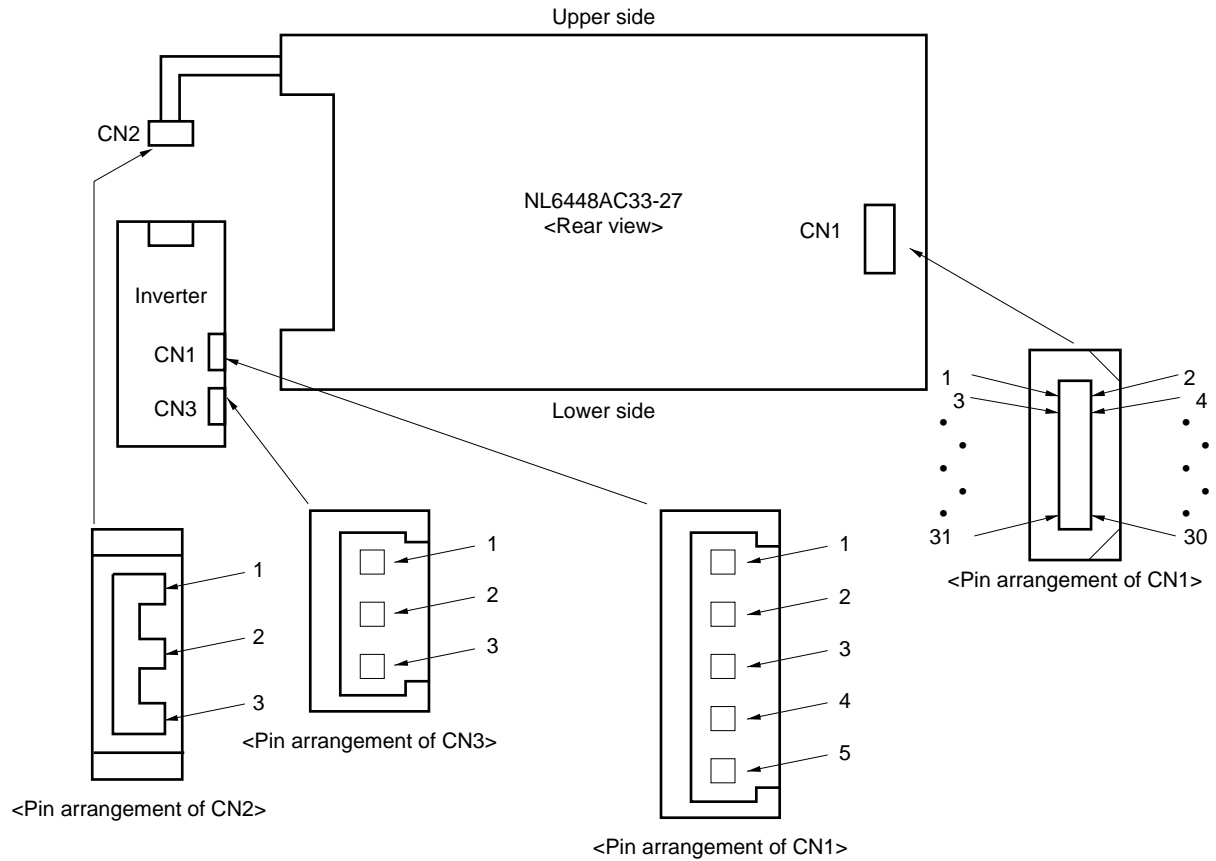 Upper side
CN2
NL6448AC33-27
<Rear view>
CN1
Inverter
CN1
CN3
Lower side
1
2
3
4
31
30
<Pin arrangement of CN1>
1
2
3
<Pin arrangement of CN2>
1
2
3
<Pin arrangement of CN3>
1
2
3
4
5
<Pin arrangement of CN1>